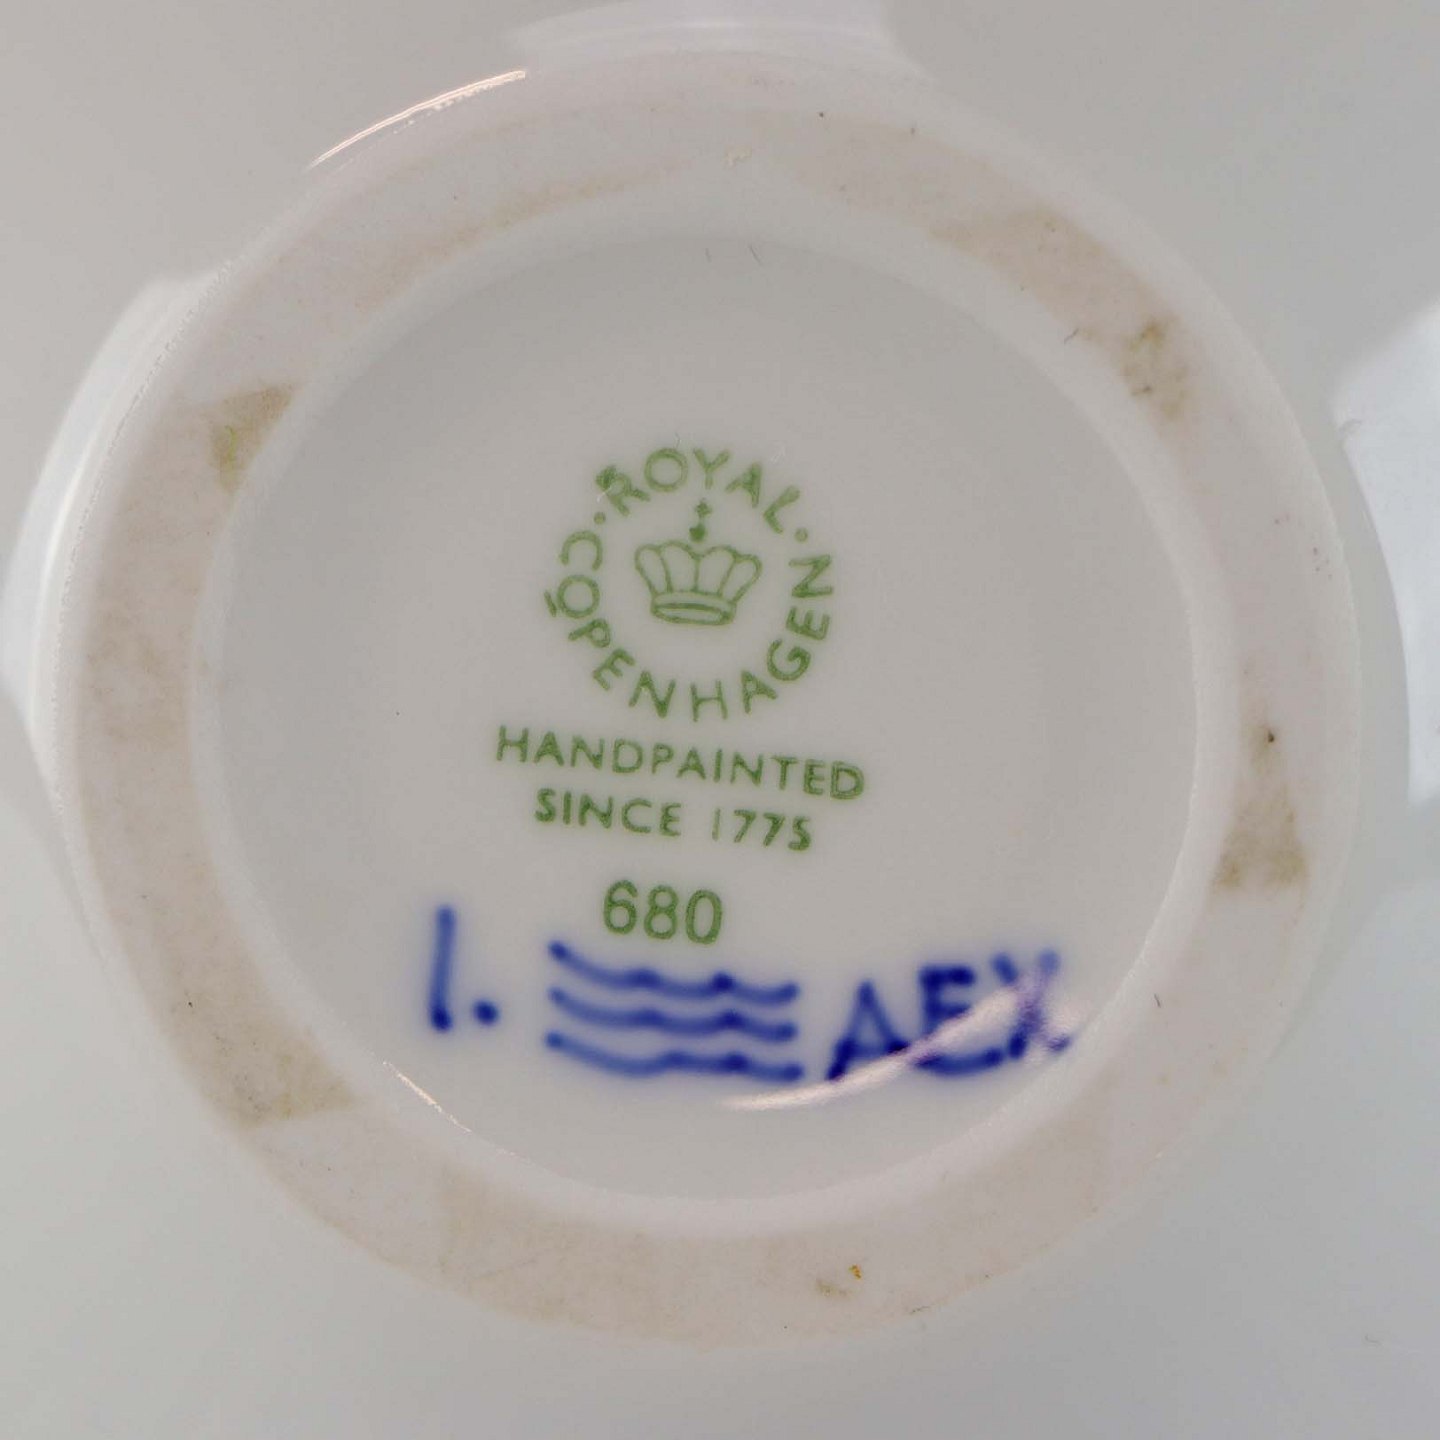 ROYAL
COPENHAGEN
HANDPAINTED
SINCE 1775
680
1. AEX